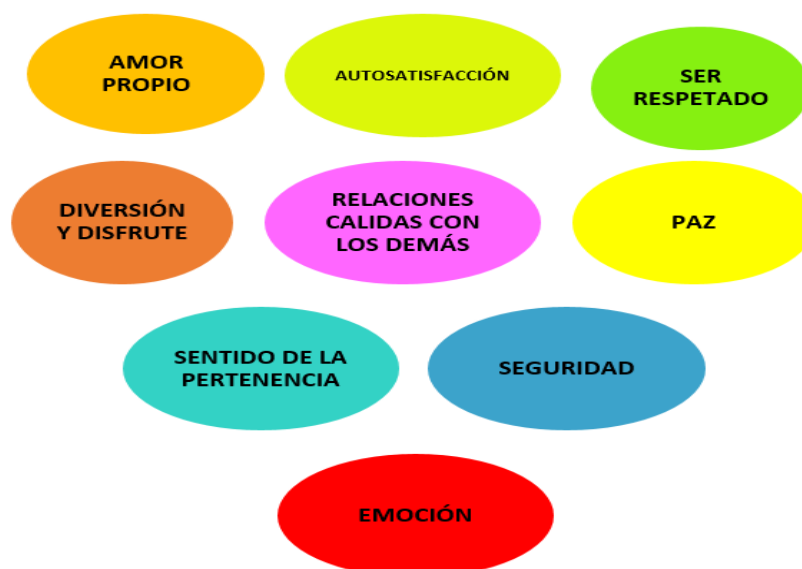 AMOR
PROPIO
AUTOSATISFACCIÓN
SER
RESPETADO
DIVERSIÓN
Y DISFRUTE
RELACIONES
CALIDAS CON
LOS DEMÁS
PAZ
SENTIDO DE LA
PERTENENCIA
SEGURIDAD
EMOCIÓN